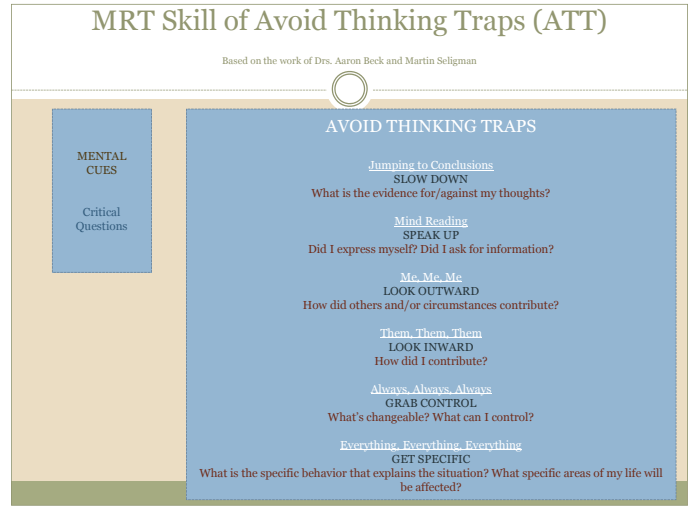 MRT Skill of Avoid Thinking Traps (ATT)
Based on the work of Drs. Aaron Beck and Martin Seligman
MENTAL
CUES
Critical
Questions
AVOID THINKING TRAPS
Jumping to Conclusions
SLOW DOWN
What is the evidence for/against my thoughts?
Mind Reading
SPEAK UP
Did I express myself? Did I ask for information?
Me, Me, Me
LOOK OUTWARD
How did others and/or circumstances contribute?
Them, Them, Them
LOOK INWARD
How did I contribute?
Always, Always, Always
GRAB CONTROL
What's changeable? What can I control?
Everything, Everything, Everything
GET SPECIFIC
What is the specific behavior that explains the situation? What specific areas of my life will
be affected?